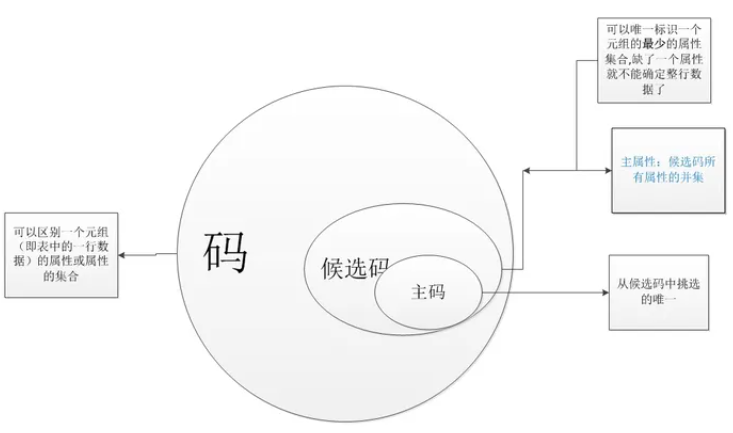 可以唯一标识一个
元组的最少的属性
集合,缺了一个属性
就不能确定整行数
据了
主属性：候选码所
有属性的并集
可以区别一个元组
（即表中的一行数
据）的属性或属性
的集合
码
候选码
主码
从候选码中挑选
的唯一